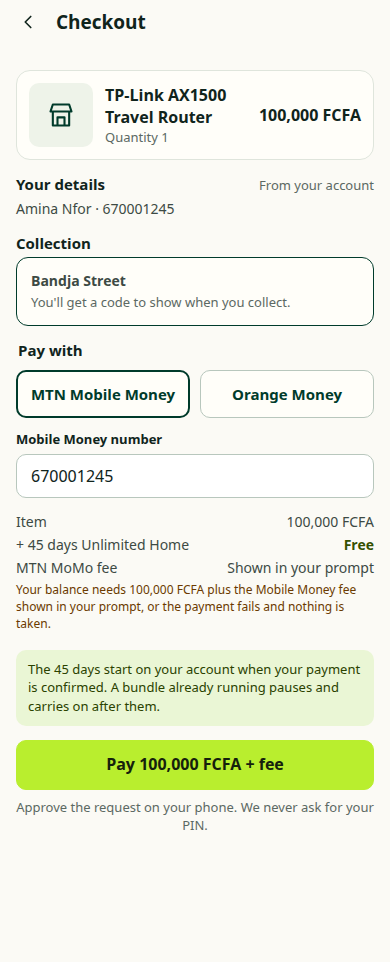 Checkout
TP-Link AX1500
Travel Router
Quantity 1
100,000 FCFA
Your details
From your account
Amina Nfor · 670001245
Collection
Bandja Street
You'll get a code to show when you collect.
Pay with
MTN Mobile Money
Orange Money
Mobile Money number
670001245
Item
100,000 FCFA
+ 45 days Unlimited Home
Free
MTN MoMo fee
Shown in your prompt
Your balance needs 100,000 FCFA plus the Mobile Money fee
shown in your prompt, or the payment fails and nothing is
taken.
The 45 days start on your account when your payment
is confirmed. A bundle already running pauses and
carries on after them.
Pay 100,000 FCFA + fee
Approve the request on your phone. We never ask for your
PIN.